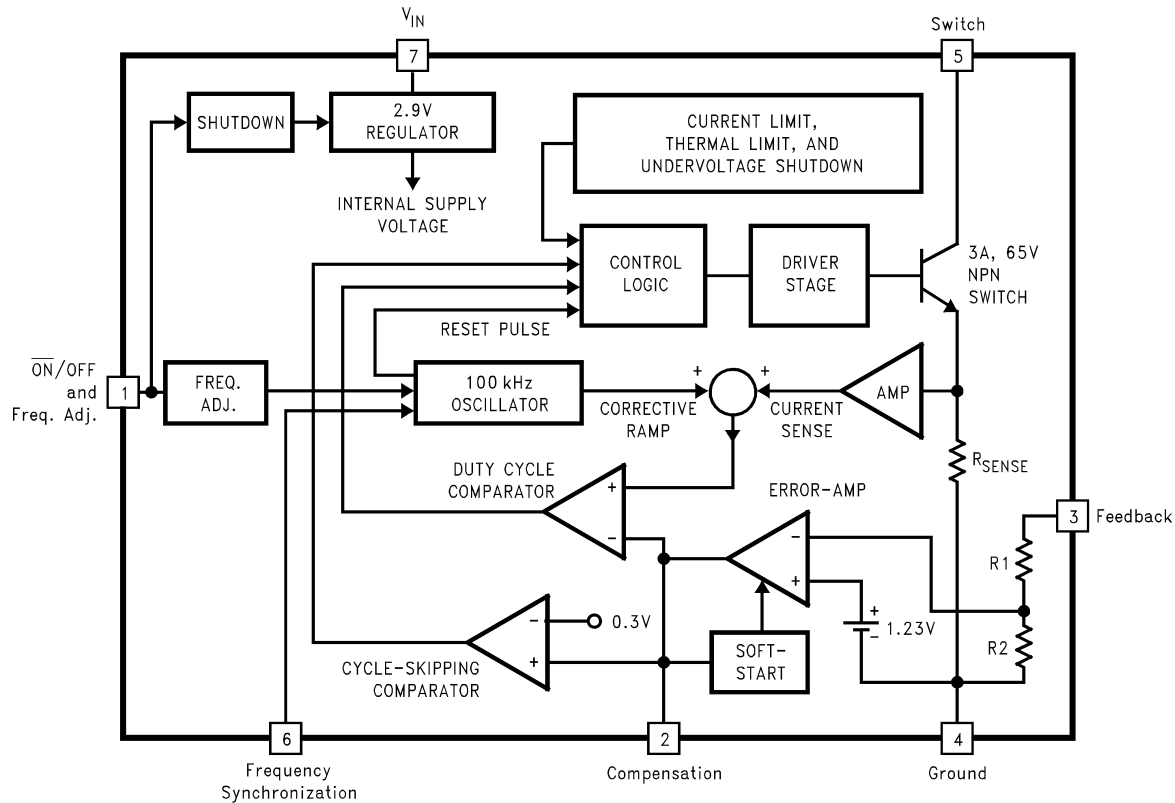 V_IN
Switch
7
5
SHUTDOWN
2.9V
REGULATOR
CURRENT LIMIT,
THERMAL LIMIT, AND
UNDERVOLTAGE SHUTDOWN
INTERNAL SUPPLY
VOLTAGE
CONTROL
LOGIC
DRIVER
STAGE
3A, 65V
NPN
SWITCH
RESET PULSE
O̅N̅/OFF
and
Freq. Adj.
1
FREQ.
ADJ.
100 kHz
OSCILLATOR
+
+
CORRECTIVE
RAMP
CURRENT
SENSE
AMP
R_SENSE
DUTY CYCLE
COMPARATOR
+
-
ERROR-AMP
-
+
3
Feedback
R1
+
1.23V
-
R2
-
0.3V
+
CYCLE-SKIPPING
COMPARATOR
SOFT-
START
6
2
4
Frequency
Synchronization
Compensation
Ground